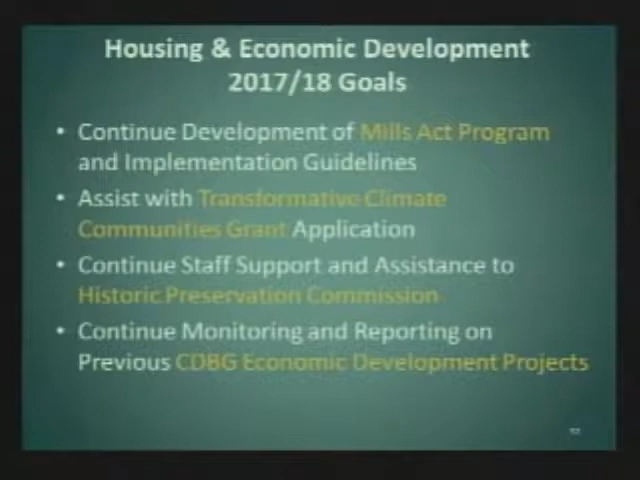 Housing & Economic Development
2017/18 Goals
• Continue Development of Mills Act Program
and Implementation Guidelines
• Assist with Transformative Climate
Communities Grant Application
• Continue Staff Support and Assistance to
Historic Preservation Commission
• Continue Monitoring and Reporting on
Previous CDBG Economic Development Projects